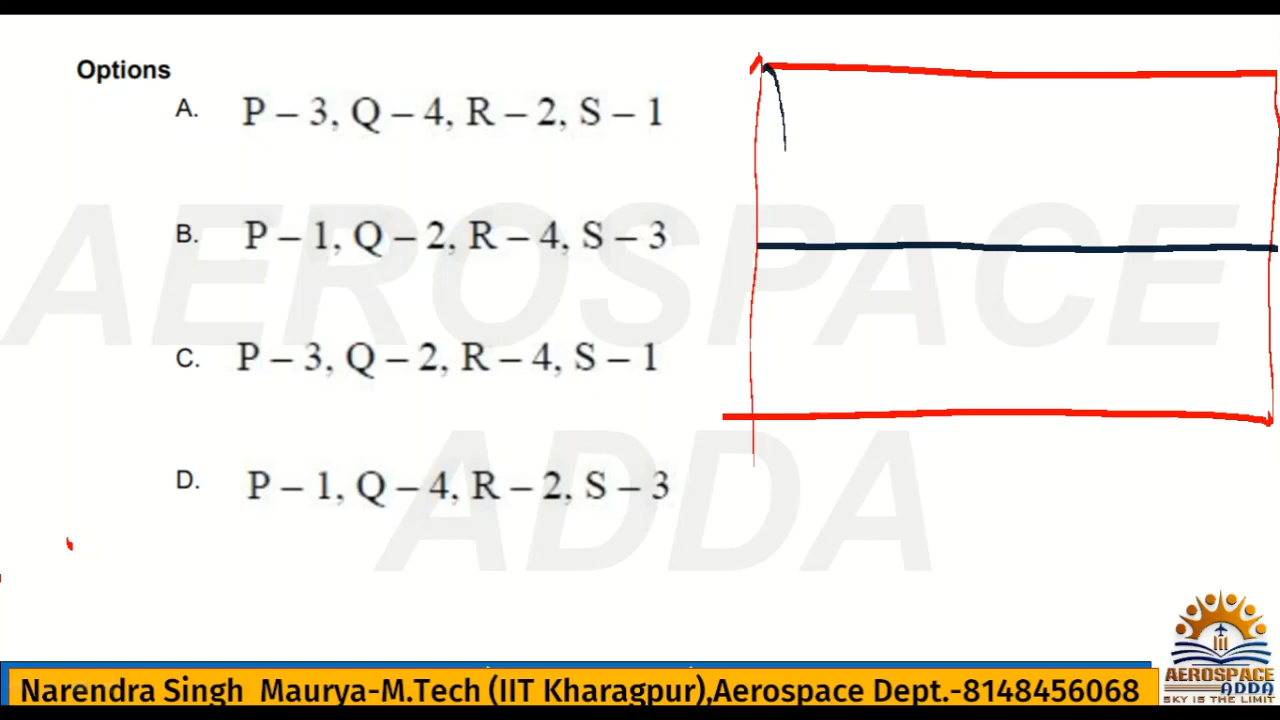 Options
A. P – 3, Q – 4, R – 2, S – 1
B. P – 1, Q – 2, R – 4, S – 3
C. P – 3, Q – 2, R – 4, S – 1
D. P – 1, Q – 4, R – 2, S – 3
AEROSPACE
ADDA
AEROSPACE
ADDA
SKY IS THE LIMIT
Narendra Singh Maurya-M.Tech (IIT Kharagpur),Aerospace Dept.-8148456068